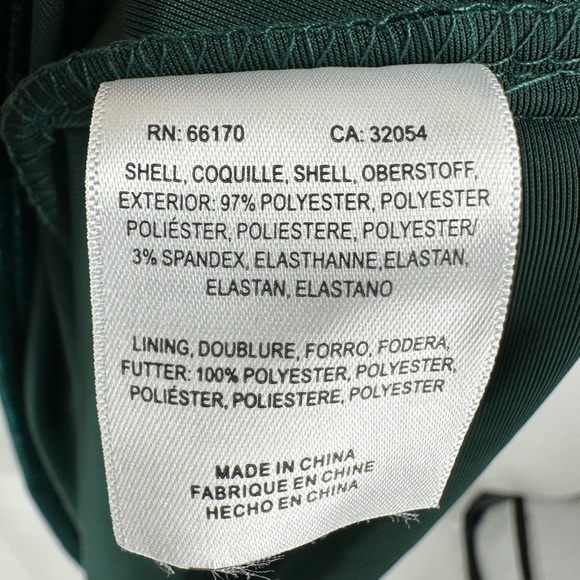 RN: 66170 CA: 32054
SHELL, COQUILLE, SHELL, OBERSTOFF,
EXTERIOR: 97% POLYESTER, POLYESTER
POLIÉSTER, POLIESTERE, POLYESTER/
3% SPANDEX, ELASTHANNE,ELASTAN,
ELASTAN, ELASTANO
LINING, DOUBLURE, FORRO, FODERA,
FUTTER: 100% POLYESTER, POLYESTER,
POLIÉSTER, POLIESTERE, POLYESTER
MADE IN CHINA
FABRIQUE EN CHINE
HECHO EN CHINA